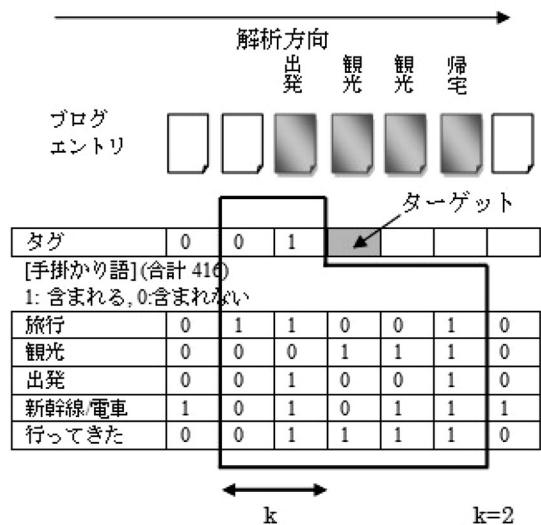 解析方向
出発 観光 観光 帰宅
ブログ
エントリ
ターゲット
タグ 0 0 1
[手掛かり語](合計 416)
1: 含まれる, 0:含まれない
旅行 0 1 1 0 0 1 0
観光 0 0 0 1 1 1 0
出発 0 0 1 0 0 1 0
新幹線/電車 1 0 1 0 1 1 1
行ってきた 0 0 1 1 1 1 0
k k=2